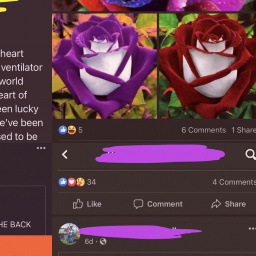 heart
ventilator
world
eart of
een lucky
e've been
sed to be
HE BACK
5
6 Comments 1 Share
34
4 Comments
Like Comment Share
6d